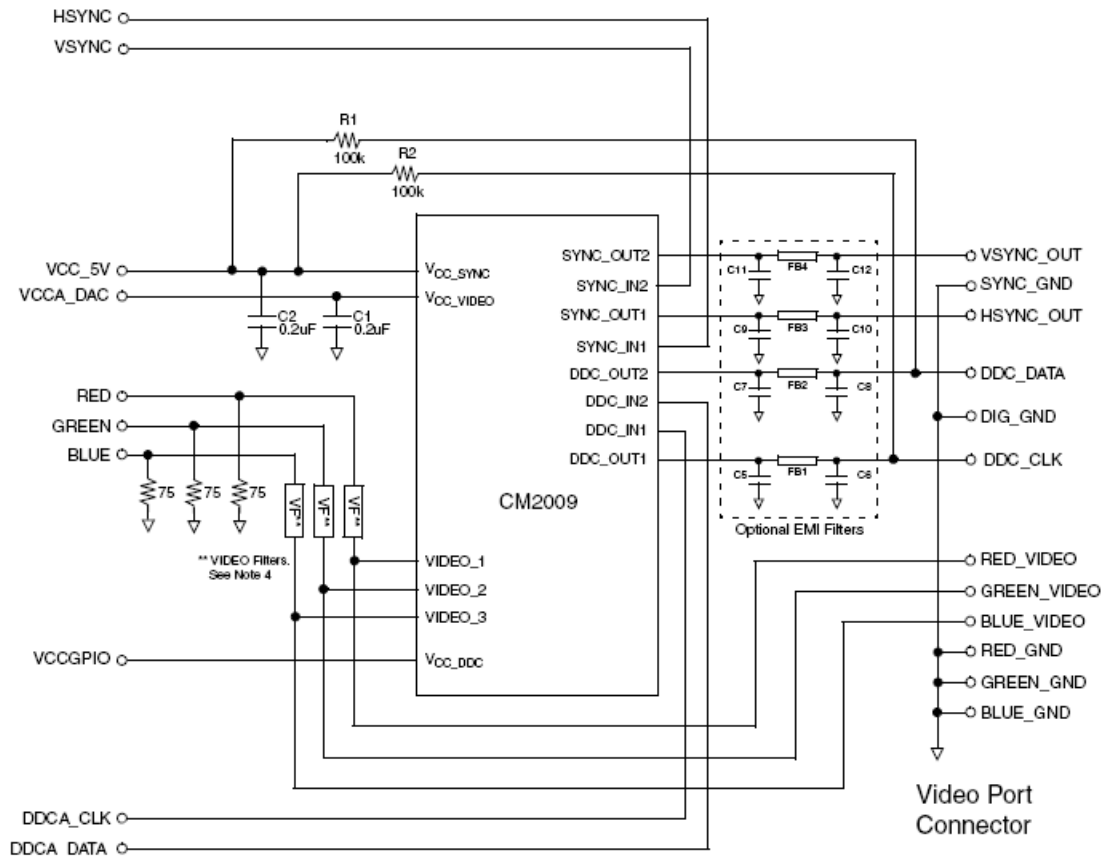 HSYNC
VSYNC
R1
100k
R2
100k
VCC_5V
VCCA_DAC
VCC_SYNC
VCC_VIDEO
C2
0.2uF
C1
0.2uF
RED
GREEN
BLUE
75
75
75
VF**
VF**
VF**
** VIDEO Filters.
See Note 4
CM2009
VIDEO_1
VIDEO_2
VIDEO_3
VCCGPIO
VCC_DDC
SYNC_OUT2
SYNC_IN2
SYNC_OUT1
SYNC_IN1
DDC_OUT2
DDC_IN2
DDC_IN1
DDC_OUT1
C11
FB4
C12
C9
FB3
C10
C7
FB2
C8
C5
FB1
C6
Optional EMI Filters
VSYNC_OUT
SYNC_GND
HSYNC_OUT
DDC_DATA
DIG_GND
DDC_CLK
RED_VIDEO
GREEN_VIDEO
BLUE_VIDEO
RED_GND
GREEN_GND
BLUE_GND
Video Port
Connector
DDCA_CLK
DDCA_DATA